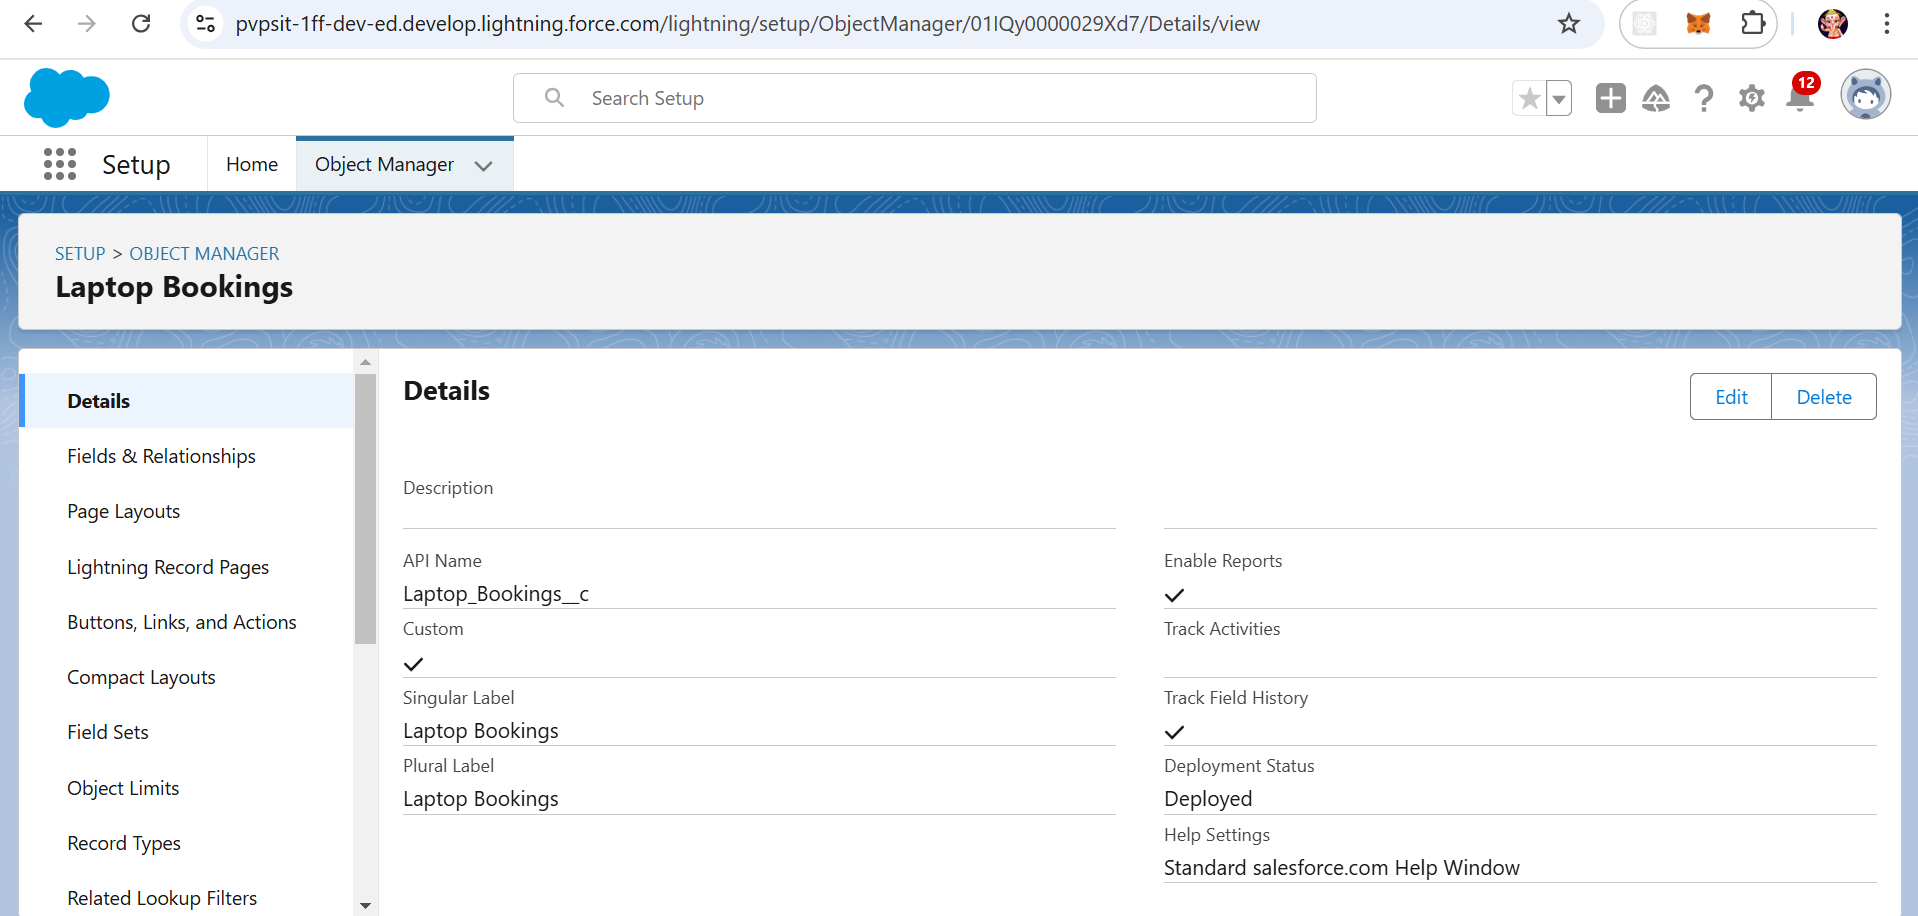 pvpsit-1ff-dev-ed.develop.lightning.force.com/lightning/setup/ObjectManager/01IQy0000029Xd7/Details/view
Search Setup
12
Setup
Home
Object Manager
SETUP > OBJECT MANAGER
Laptop Bookings
Details
Fields & Relationships
Page Layouts
Lightning Record Pages
Buttons, Links, and Actions
Compact Layouts
Field Sets
Object Limits
Record Types
Related Lookup Filters
Details
Edit
Delete
Description
API Name
Laptop_Bookings__c
Custom
Singular Label
Laptop Bookings
Plural Label
Laptop Bookings
Enable Reports
Track Activities
Track Field History
Deployment Status
Deployed
Help Settings
Standard salesforce.com Help Window